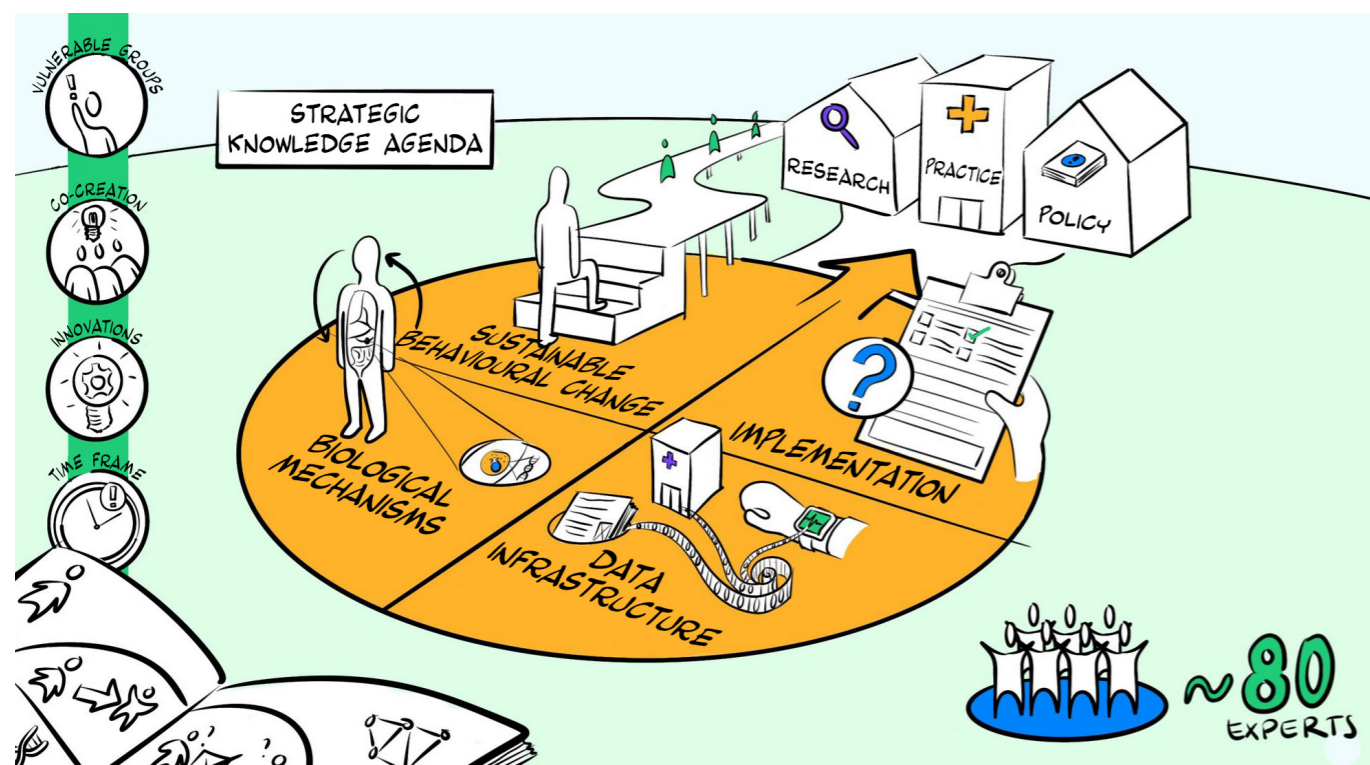 VULNERABLE GROUPS
CO-CREATION
INNOVATIONS
TIME FRAME
STRATEGIC
KNOWLEDGE AGENDA
RESEARCH
PRACTICE
POLICY
SUSTAINABLE
BEHAVIOURAL CHANGE
BIOLOGICAL
MECHANISMS
IMPLEMENTATION
?
DATA
INFRASTRUCTURE
~80
EXPERTS